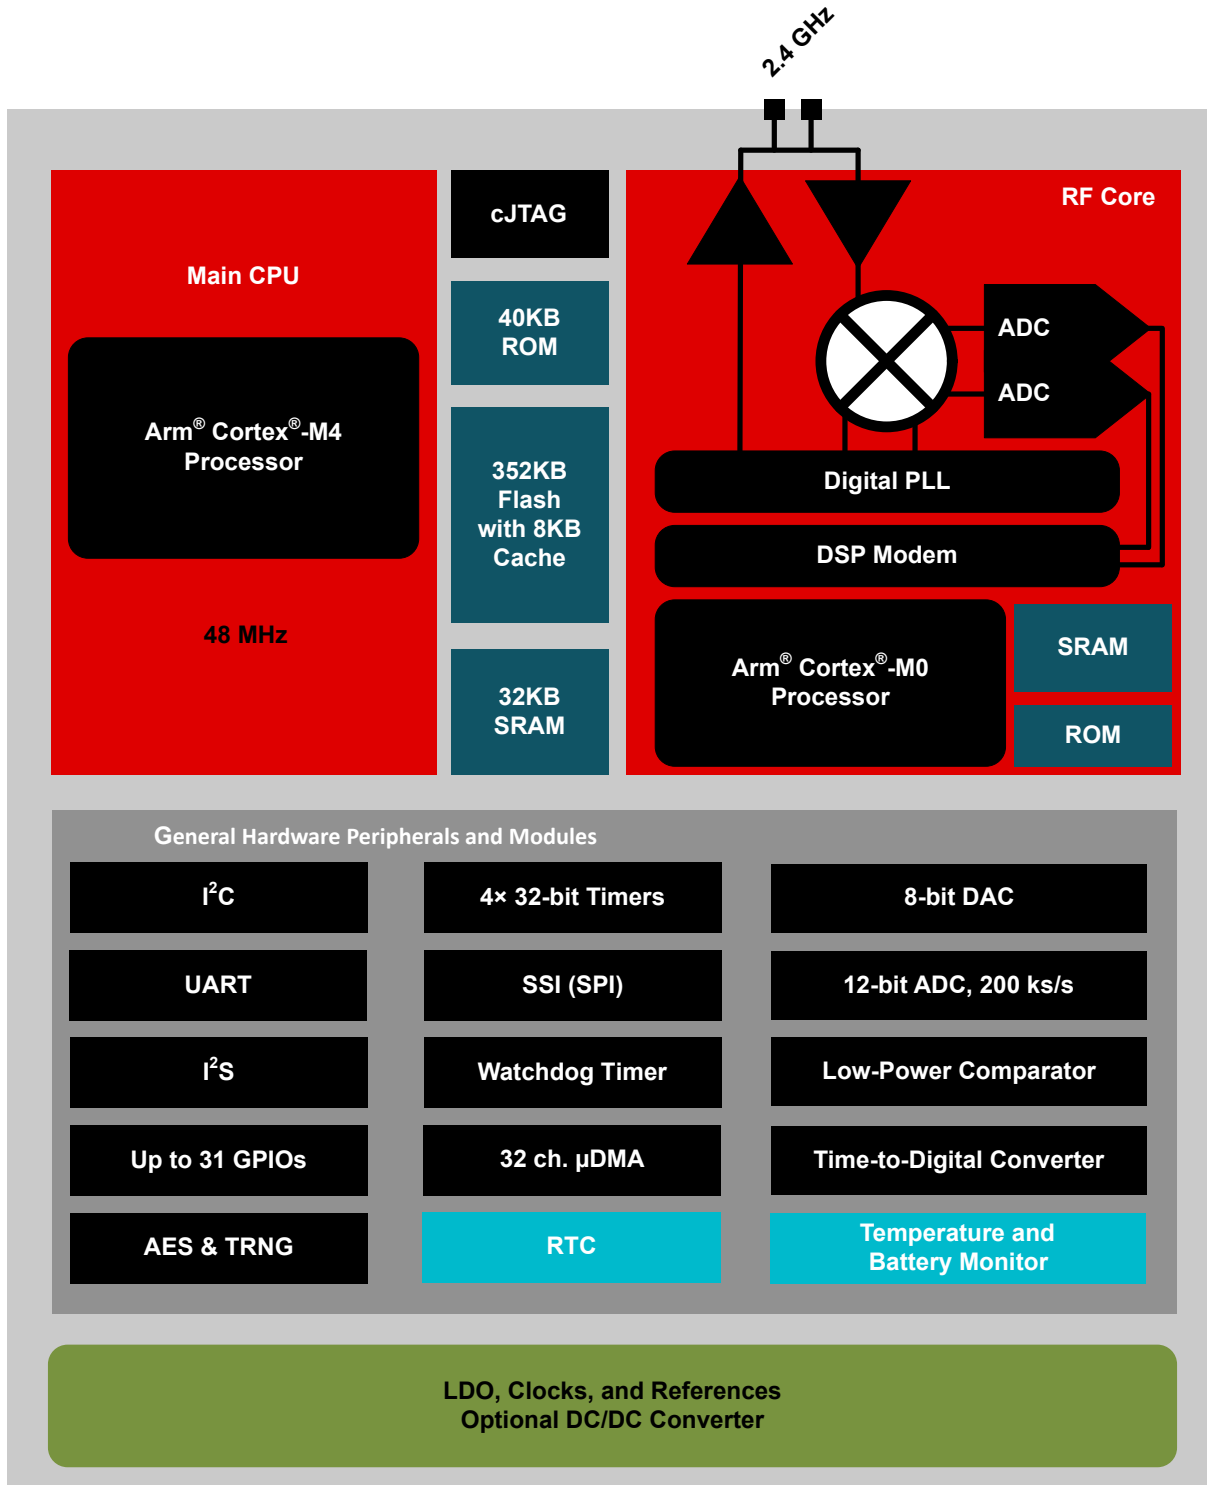 2.4 GHz
RF Core
cJTAG
Main CPU
40KB
ROM
ADC
ADC
Arm® Cortex®-M4
Processor
352KB
Flash
with 8KB
Cache
Digital PLL
DSP Modem
48 MHz
32KB
SRAM
Arm® Cortex®-M0
Processor
SRAM
ROM
General Hardware Peripherals and Modules
I²C
4× 32-bit Timers
8-bit DAC
UART
SSI (SPI)
12-bit ADC, 200 ks/s
I²S
Watchdog Timer
Low-Power Comparator
Up to 31 GPIOs
32 ch. µDMA
Time-to-Digital Converter
AES & TRNG
RTC
Temperature and
Battery Monitor
LDO, Clocks, and References
Optional DC/DC Converter